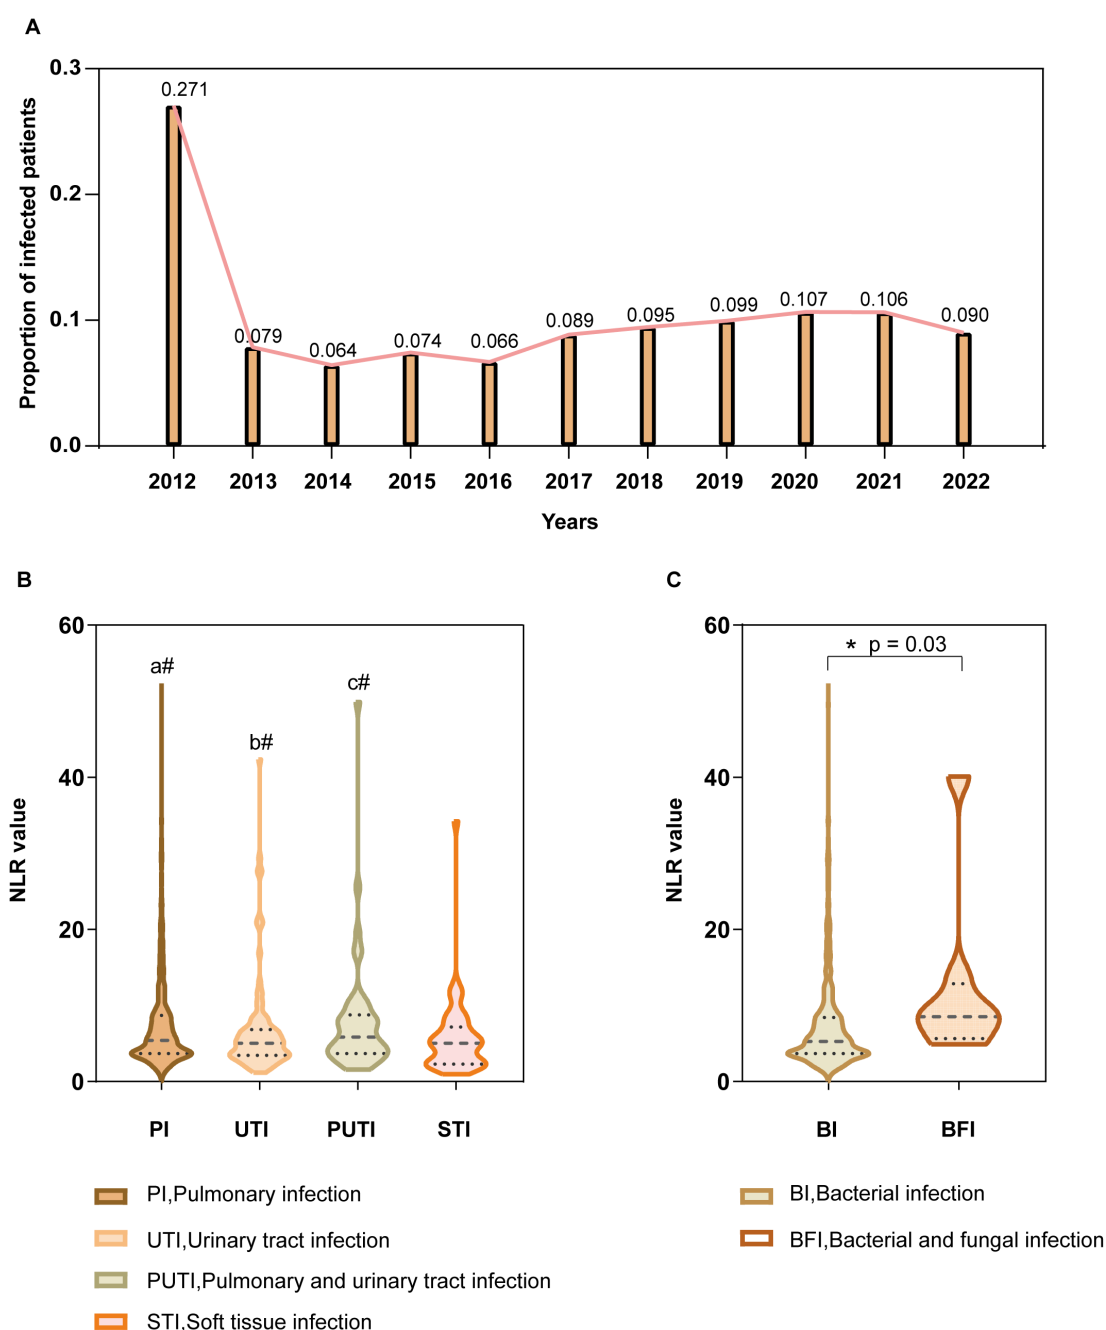 A
Proportion of infected patients
0.3
0.2
0.1
0.0
0.271
0.079
0.064
0.074
0.066
0.089
0.095
0.099
0.107
0.106
0.090
2012 2013 2014 2015 2016 2017 2018 2019 2020 2021 2022
Years
B
NLR value
60
40
20
0
a#
b#
c#
PI UTI PUTI STI
PI,Pulmonary infection
UTI,Urinary tract infection
PUTI,Pulmonary and urinary tract infection
STI,Soft tissue infection
C
NLR value
60
40
20
0
* p = 0.03
BI BFI
BI,Bacterial infection
BFI,Bacterial and fungal infection